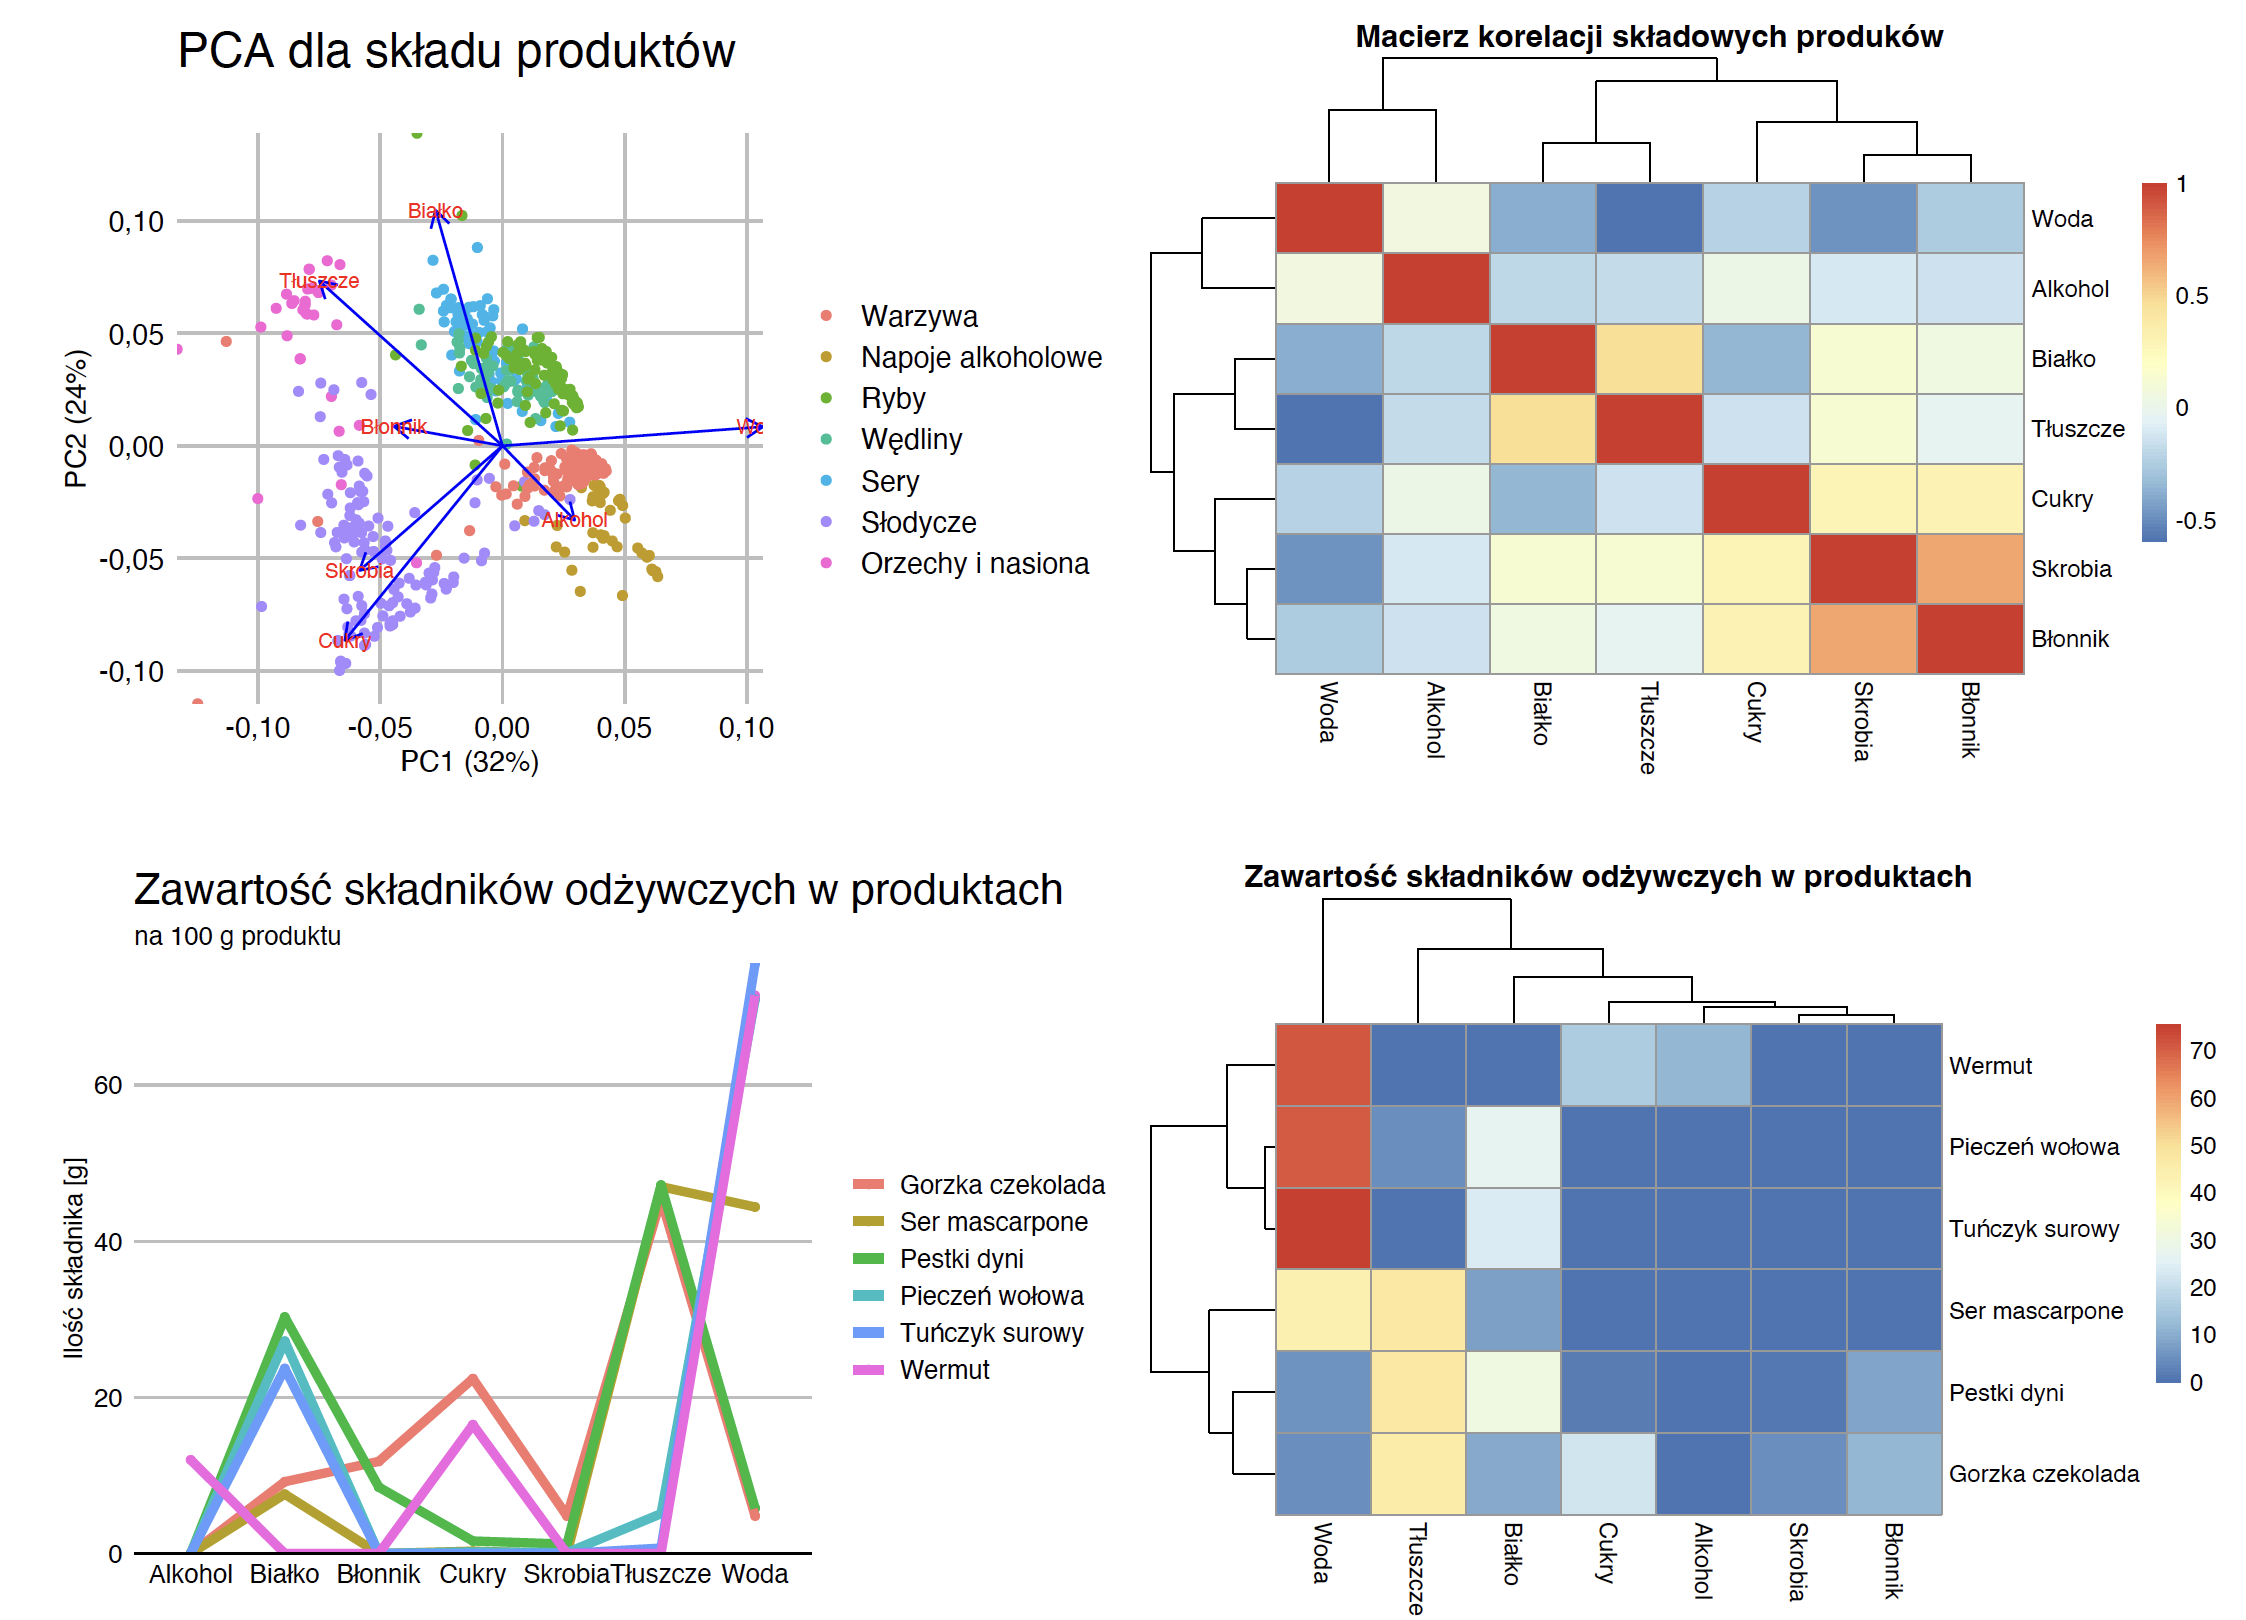 PCA dla składu produktów
0,10
0,05
0,00
-0,05
-0,10
PC2 (24%)
Białko
Tłuszcze
Błonnik
Alkohol
Skrobia
Cukry
-0,10
-0,05
0,00
0,05
0,10
PC1 (32%)
Warzywa
Napoje alkoholowe
Ryby
Wędliny
Sery
Słodycze
Orzechy i nasiona
Macierz korelacji składowych produków
Woda
Alkohol
Białko
Tłuszcze
Cukry
Skrobia
Błonnik
Woda
Alkohol
Białko
Tłuszcze
Cukry
Skrobia
Błonnik
1
0.5
0
-0.5
Zawartość składników odżywczych w produktach
na 100 g produktu
Ilość składnika [g]
60
40
20
0
Alkohol
Białko
Błonnik
Cukry
Skrobia
Tłuszcze
Woda
Gorzka czekolada
Ser mascarpone
Pestki dyni
Pieczeń wołowa
Tuńczyk surowy
Wermut
Zawartość składników odżywczych w produktach
Wermut
Pieczeń wołowa
Tuńczyk surowy
Ser mascarpone
Pestki dyni
Gorzka czekolada
Woda
Tłuszcze
Białko
Cukry
Alkohol
Skrobia
Błonnik
70
60
50
40
30
20
10
0